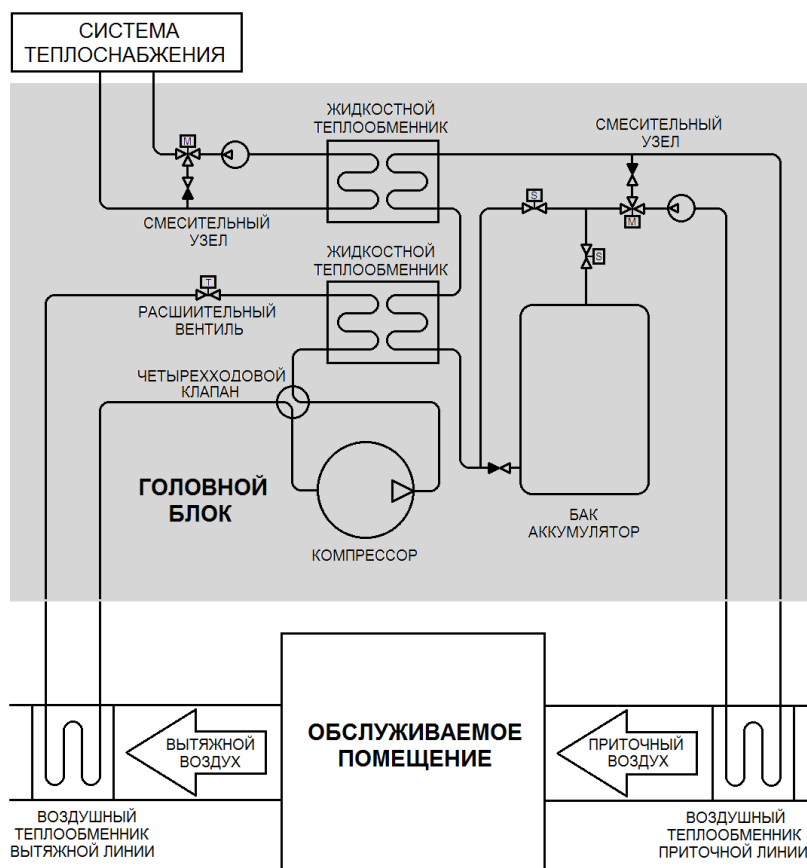 СИСТЕМА
ТЕПЛОСНАБЖЕНИЯ
ЖИДКОСТНОЙ
ТЕПЛООБМЕННИК
СМЕСИТЕЛЬНЫЙ
УЗЕЛ
M
S
M
S
СМЕСИТЕЛЬНЫЙ
УЗЕЛ
ЖИДКОСТНОЙ
ТЕПЛООБМЕННИК
T
РАСШИИТЕЛЬНЫЙ
ВЕНТИЛЬ
ЧЕТЫРЕХХОДОВОЙ
КЛАПАН
ГОЛОВНОЙ
БЛОК
КОМПРЕССОР
БАК
АККУМУЛЯТОР
ВЫТЯЖНОЙ
ВОЗДУХ
ОБСЛУЖИВАЕМОЕ
ПОМЕЩЕНИЕ
ПРИТОЧНЫЙ
ВОЗДУХ
ВОЗДУШНЫЙ
ТЕПЛООБМЕННИК
ВЫТЯЖНОЙ ЛИНИИ
ВОЗДУШНЫЙ
ТЕПЛООБМЕННИК
ПРИТОЧНОЙ ЛИНИИ